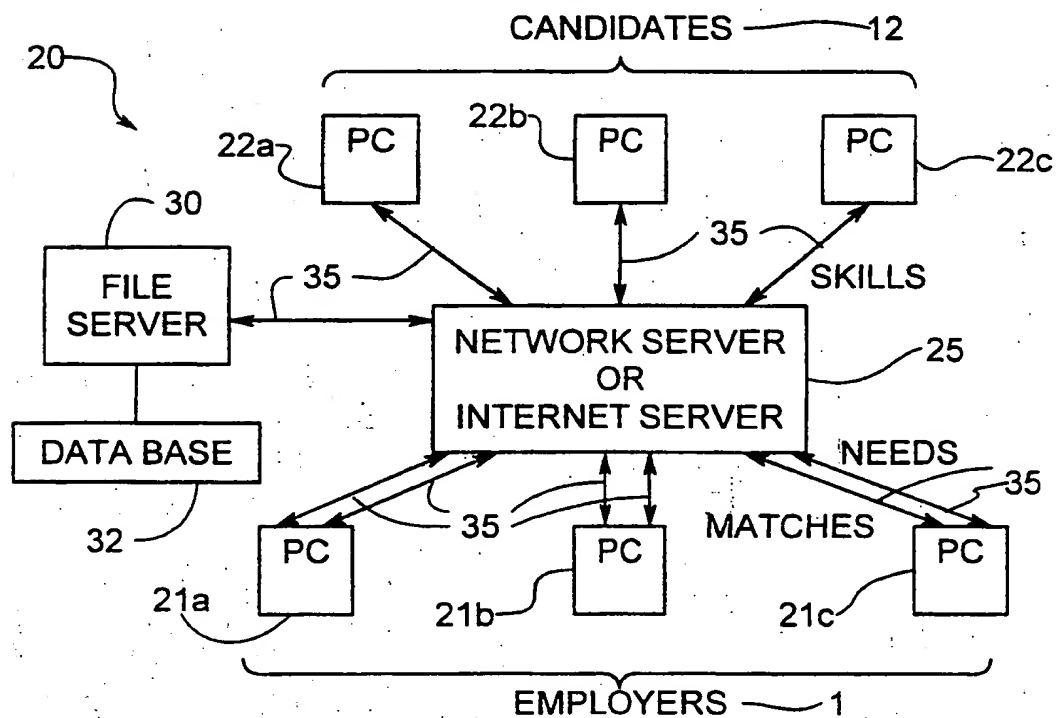 CANDIDATES 12
20
22a PC
22b PC
PC 22c
30
FILE
SERVER
35
35
SKILLS
NETWORK SERVER
OR
INTERNET SERVER
25
DATA BASE
32
NEEDS
35
35
MATCHES
PC
21a
PC
21b
PC
21c
EMPLOYERS 1